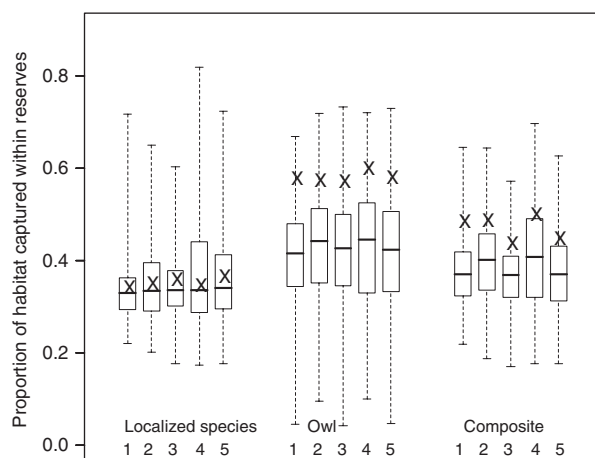 Proportion of habitat captured within reserves
0.8
0.6
0.4
0.2
0.0
Localized species Owl Composite
1 2 3 4 5 1 2 3 4 5 1 2 3 4 5
X X X X X X X X X X X X X X X